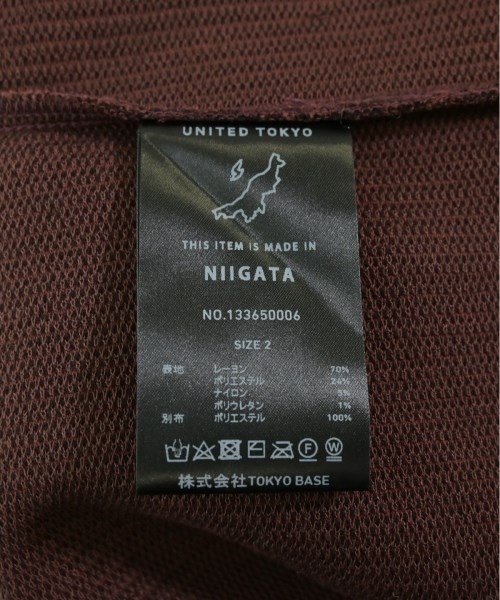 UNITED TOKYO
THIS ITEM IS MADE IN
NIIGATA
NO.133650006
SIZE 2
表地 レーヨン 70%
ポリエステル 24%
ナイロン 5%
ポリウレタン 1%
別布 ポリエステル 100%
F W
株式会社TOKYO BASE